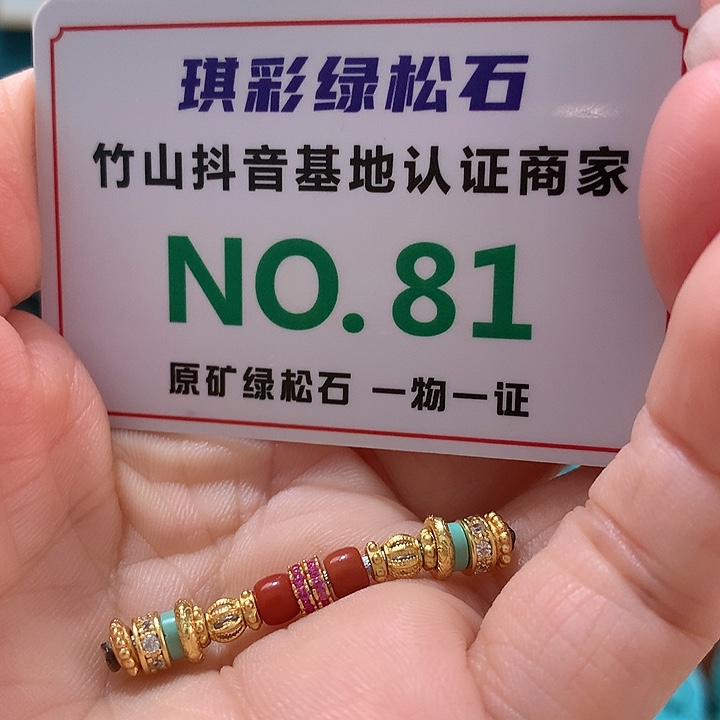 琪彩绿松石
竹山抖音基地认证商家
NO.81
原矿绿松石 一物一证